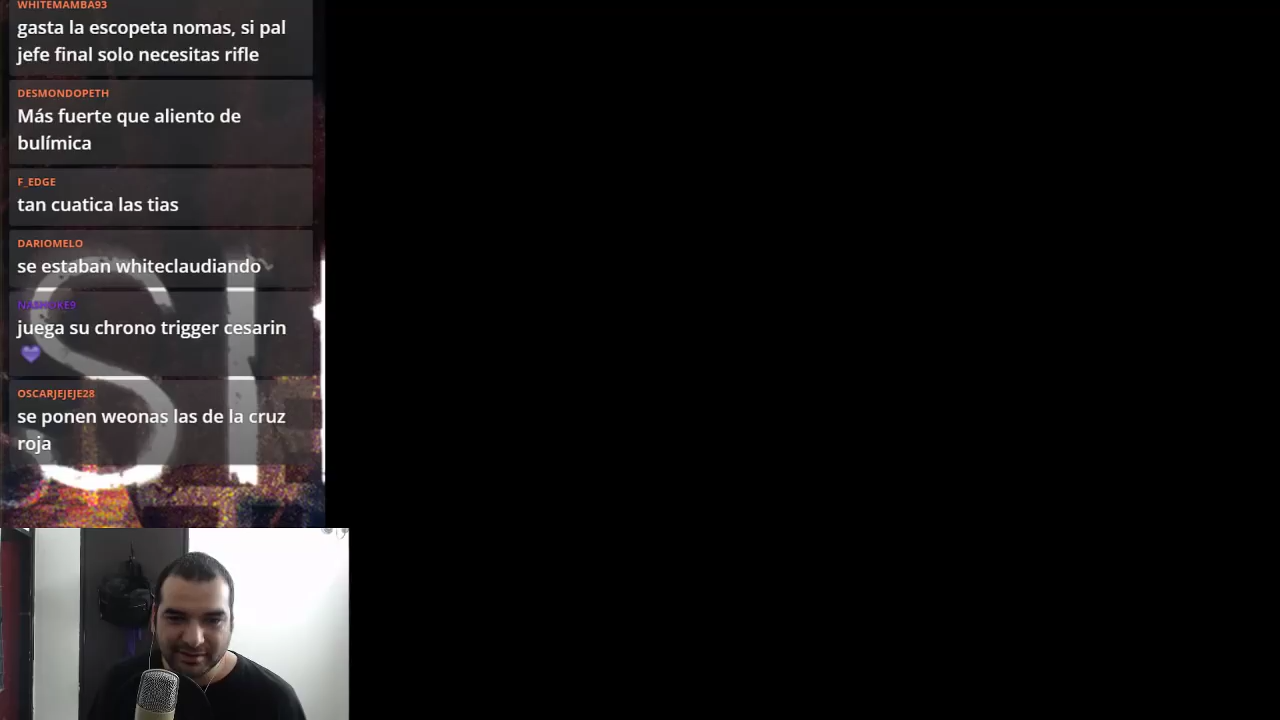 WHITEMAMBA93
gasta la escopeta nomas, si pal
jefe final solo necesitas rifle
DESMONDOPETH
Más fuerte que aliento de
bulímica
F_EDGE
tan cuatica las tias
DARIOMELO
se estaban whiteclaudiando
juega su chrono trigger cesarin
💜
OSCARJEJEJE28
se ponen weonas las de la cruz
roja
SI